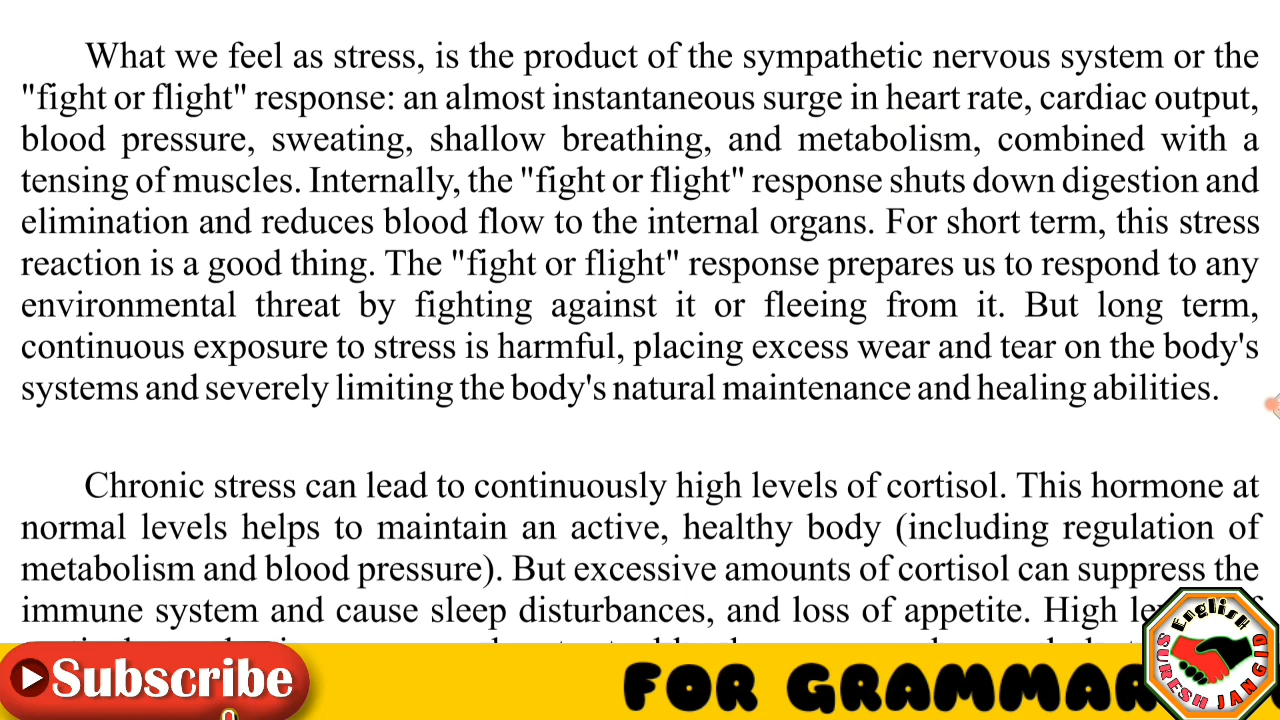 What we feel as stress, is the product of the sympathetic nervous system or the
"fight or flight" response: an almost instantaneous surge in heart rate, cardiac output,
blood pressure, sweating, shallow breathing, and metabolism, combined with a
tensing of muscles. Internally, the "fight or flight" response shuts down digestion and
elimination and reduces blood flow to the internal organs. For short term, this stress
reaction is a good thing. The "fight or flight" response prepares us to respond to any
environmental threat by fighting against it or fleeing from it. But long term,
continuous exposure to stress is harmful, placing excess wear and tear on the body's
systems and severely limiting the body's natural maintenance and healing abilities.
Chronic stress can lead to continuously high levels of cortisol. This hormone at
normal levels helps to maintain an active, healthy body (including regulation of
metabolism and blood pressure). But excessive amounts of cortisol can suppress the
immune system and cause sleep disturbances, and loss of appetite. High
Subscribe
FOR GRAMMAR
English
SURESH JANGID